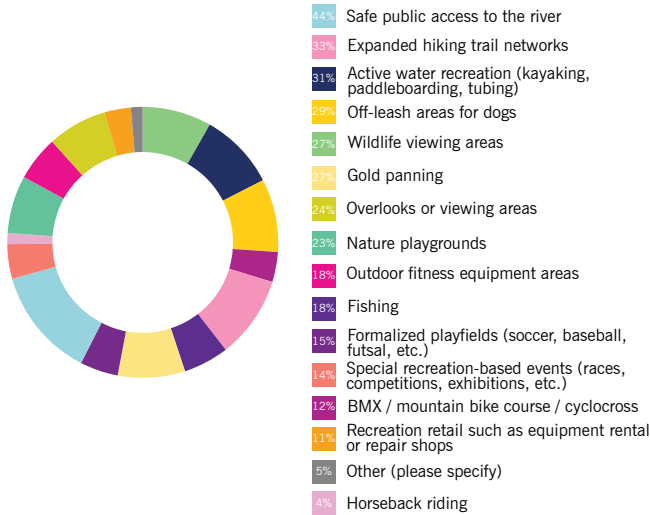 44% Safe public access to the river
33% Expanded hiking trail networks
31% Active water recreation (kayaking,
paddleboarding, tubing)
29% Off-leash areas for dogs
27% Wildlife viewing areas
27% Gold panning
24% Overlooks or viewing areas
23% Nature playgrounds
18% Outdoor fitness equipment areas
18% Fishing
15% Formalized playfields (soccer, baseball,
futsal, etc.)
14% Special recreation-based events (races,
competitions, exhibitions, etc.)
12% BMX / mountain bike course / cyclocross
11% Recreation retail such as equipment rental
or repair shops
5% Other (please specify)
4% Horseback riding